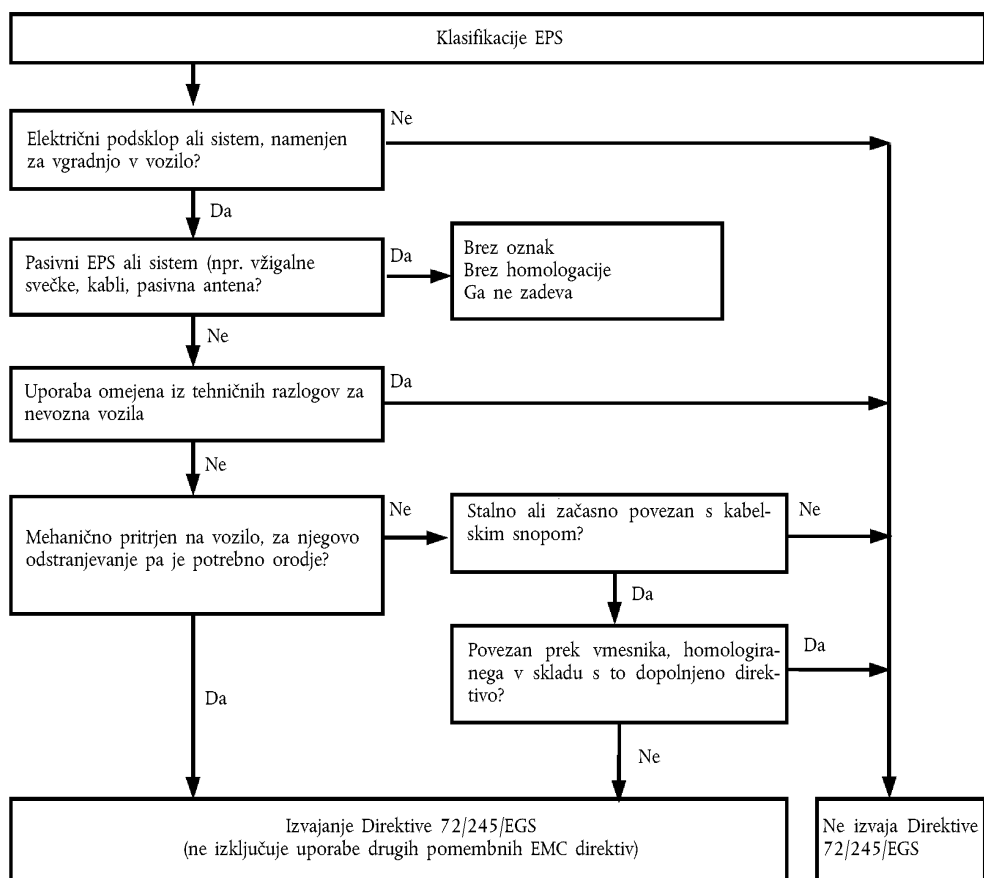 Klasifikacije EPS
Električni podsklop ali sistem, namenjen
za vgradnjo v vozilo?
Ne
Da
Pasivni EPS ali sistem (npr. vžigalne
svečke, kabli, pasivna antena?
Da
Brez oznak
Brez homologacije
Ga ne zadeva
Ne
Uporaba omejena iz tehničnih razlogov za
nevozna vozila
Da
Ne
Mehanično pritrjen na vozilo, za njegovo
odstranjevanje pa je potrebno orodje?
Ne
Stalno ali začasno povezan s kabel-
skim snopom?
Ne
Da
Povezan prek vmesnika, homologira-
nega v skladu s to dopolnjeno direk-
tivo?
Da
Da
Ne
Izvajanje Direktive 72/245/EGS
(ne izključuje uporabe drugih pomembnih EMC direktiv)
Ne izvaja Direktive
72/245/EGS